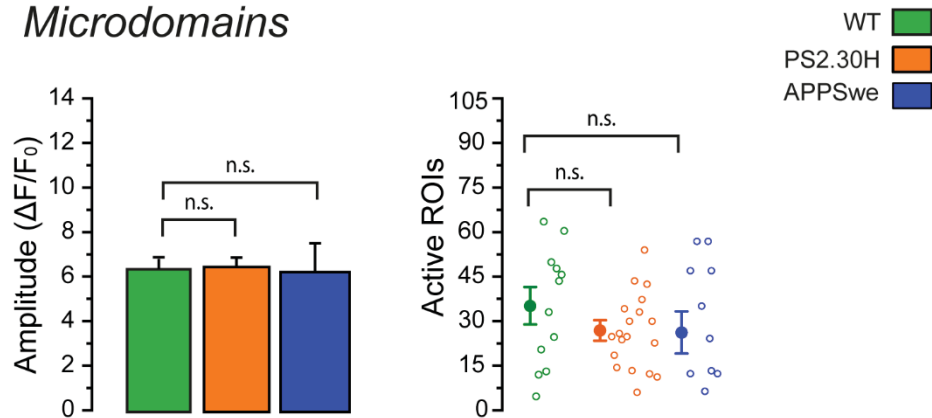 Microdomains
WT
PS2.30H
APPSwe
Amplitude (ΔF/F₀)
14
12
10
8
6
4
2
0
n.s.
n.s.
Active ROIs
105
90
75
60
45
30
15
0
n.s.
n.s.